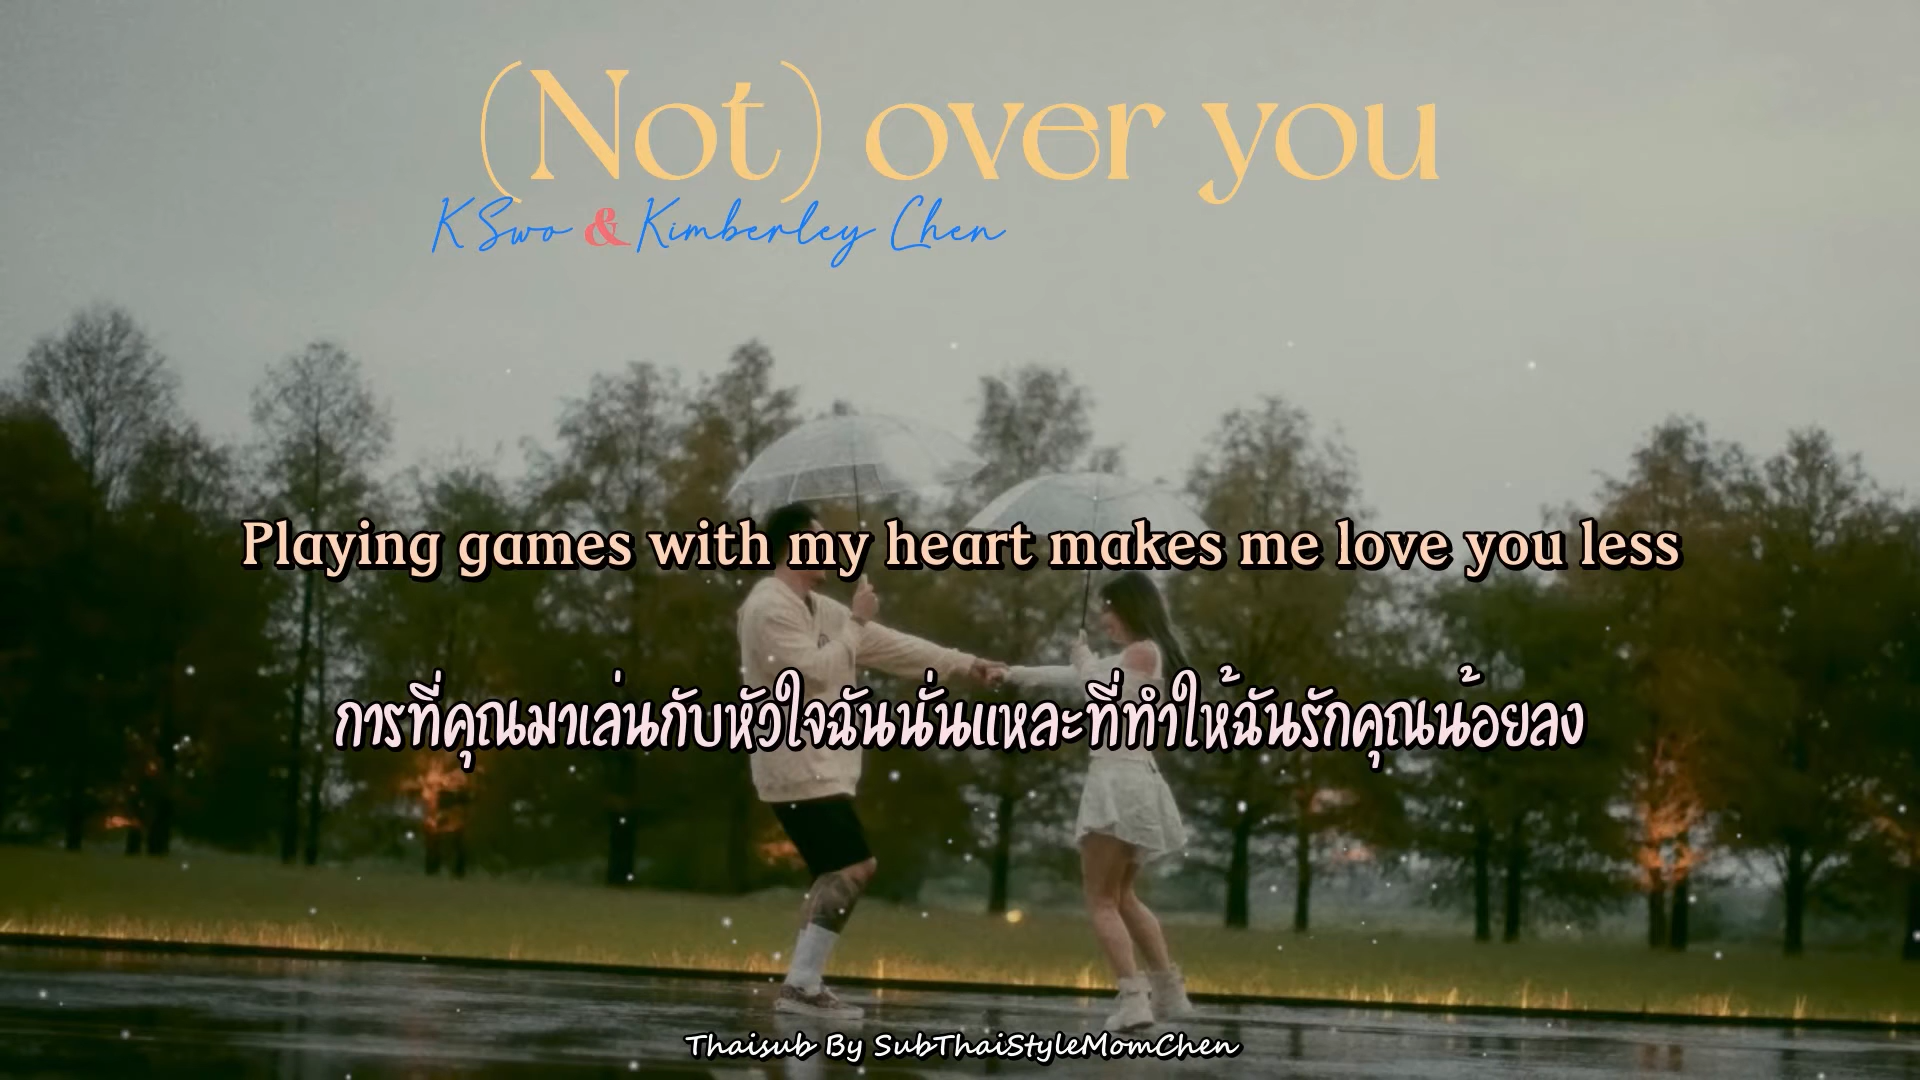 (Not) over you
KSwo & Kimberley Chen
Playing games with my heart makes me love you less
การที่คุณมาเล่นกับหัวใจฉันนั่นแหละที่ทำให้ฉันรักคุณน้อยลง
Thaisub By SubThaiStyleMomChen